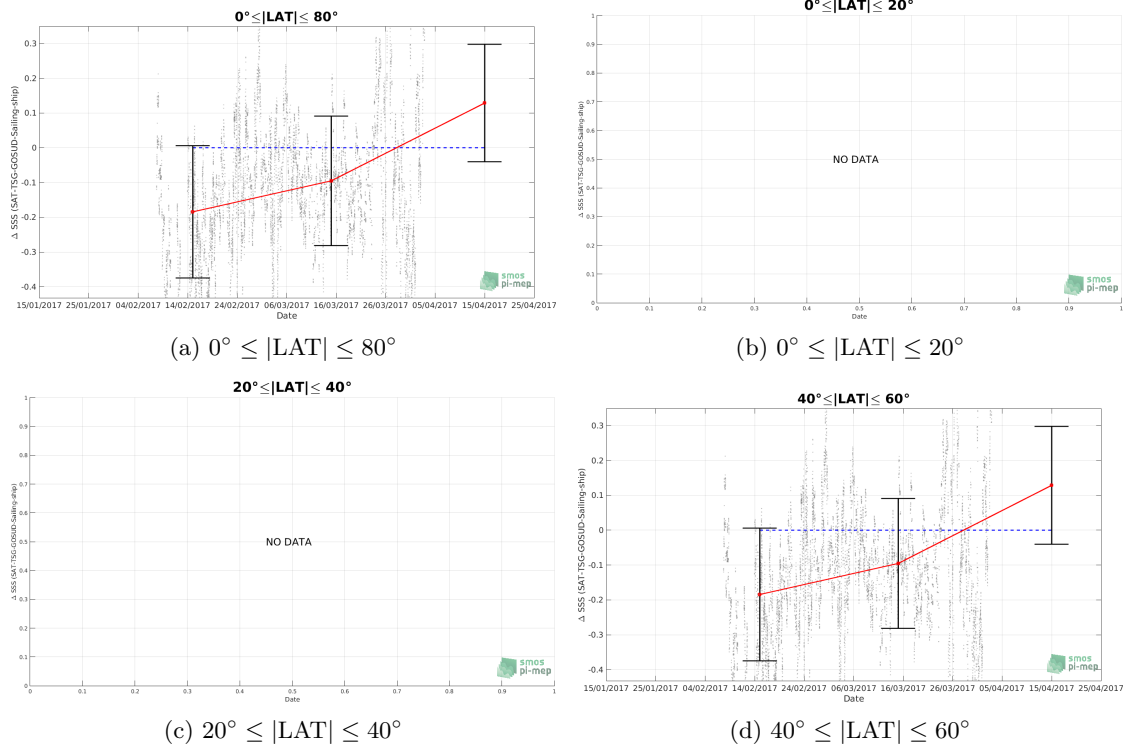 0°≤|LAT|≤ 80°
0.3
0.2
0.1
0
-0.1
-0.2
-0.3
-0.4
Δ SSS (SAT-TSG-GOSUD-Sailing-ship)
15/01/2017 25/01/2017 04/02/2017 14/02/2017 24/02/2017 06/03/2017 16/03/2017 26/03/2017 05/04/2017 15/04/2017 25/04/2017
Date
smos
pi-mep
(a) 0° ≤ |LAT| ≤ 80°
0°≤|LAT|≤ 20°
1
0.9
0.8
0.7
0.6
0.5
0.4
0.3
0.2
0.1
0
Δ SSS (SAT-TSG-GOSUD-Sailing-ship)
NO DATA
0 0.1 0.2 0.3 0.4 0.5 0.6 0.7 0.8 0.9 1
Date
smos
pi-mep
(b) 0° ≤ |LAT| ≤ 20°
20°≤|LAT|≤ 40°
1
0.9
0.8
0.7
0.6
0.5
0.4
0.3
0.2
0.1
0
Δ SSS (SAT-TSG-GOSUD-Sailing-ship)
NO DATA
0 0.1 0.2 0.3 0.4 0.5 0.6 0.7 0.8 0.9 1
Date
smos
pi-mep
(c) 20° ≤ |LAT| ≤ 40°
40°≤|LAT|≤ 60°
0.3
0.2
0.1
0
-0.1
-0.2
-0.3
-0.4
Δ SSS (SAT-TSG-GOSUD-Sailing-ship)
15/01/2017 25/01/2017 04/02/2017 14/02/2017 24/02/2017 06/03/2017 16/03/2017 26/03/2017 05/04/2017 15/04/2017 25/04/2017
Date
smos
pi-mep
(d) 40° ≤ |LAT| ≤ 60°